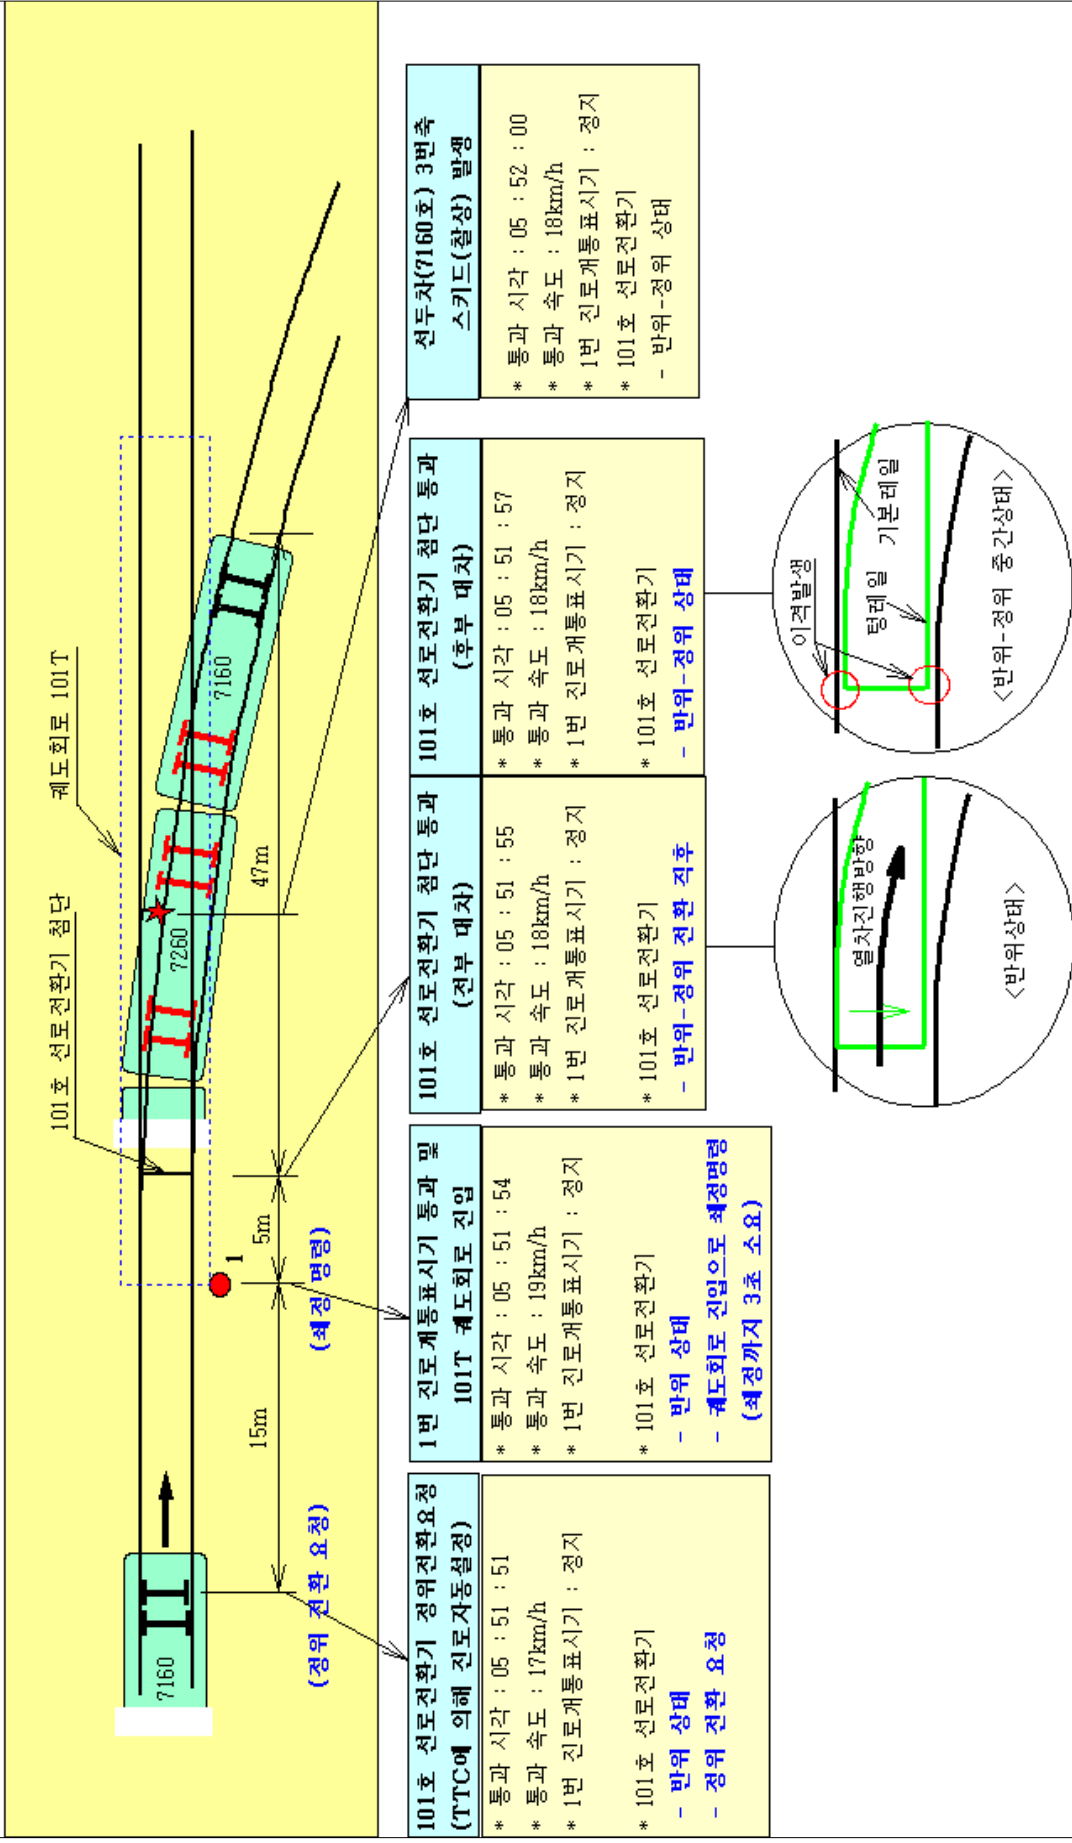 궤도회로 101T
101호 선로전환기 첨단
7160
7260
7160
1
15m
5m
47m
(정위 전환 요청)
(쇄정 명령)
101호 선로전환기 정위전환요청
(TTC에 의해 진로자동설정)
* 통과 시각 : 05 : 51 : 51
* 통과 속도 : 17km/h
* 1번 진로개통표시기 : 정지
* 101호 선로전환기
- 반위 상태
- 정위 전환 요청
1번 진로개통표시기 통과 및
101T 궤도회로 진입
* 통과 시각 : 05 : 51 : 54
* 통과 속도 : 19km/h
* 1번 진로개통표시기 : 정지
* 101호 선로전환기
- 반위 상태
- 궤도회로 진입으로 쇄정명령
(쇄정까지 3초 소요)
101호 선로전환기 첨단 통과
(전부 대차)
* 통과 시각 : 05 : 51 : 55
* 통과 속도 : 18km/h
* 1번 진로개통표시기 : 정지
* 101호 선로전환기
- 반위-정위 전환 직후
101호 선로전환기 첨단 통과
(후부 대차)
* 통과 시각 : 05 : 51 : 57
* 통과 속도 : 18km/h
* 1번 진로개통표시기 : 정지
* 101호 선로전환기
- 반위-정위 상태
선두차(7160호) 3번축
스키드(찰상) 발생
* 통과 시각 : 05 : 52 : 00
* 통과 속도 : 18km/h
* 1번 진로개통표시기 : 정지
* 101호 선로전환기
- 반위-정위 상태
열차진행방향
<반위상태>
이격발생
텅레일
기본레일
<반위-정위 중간상태>